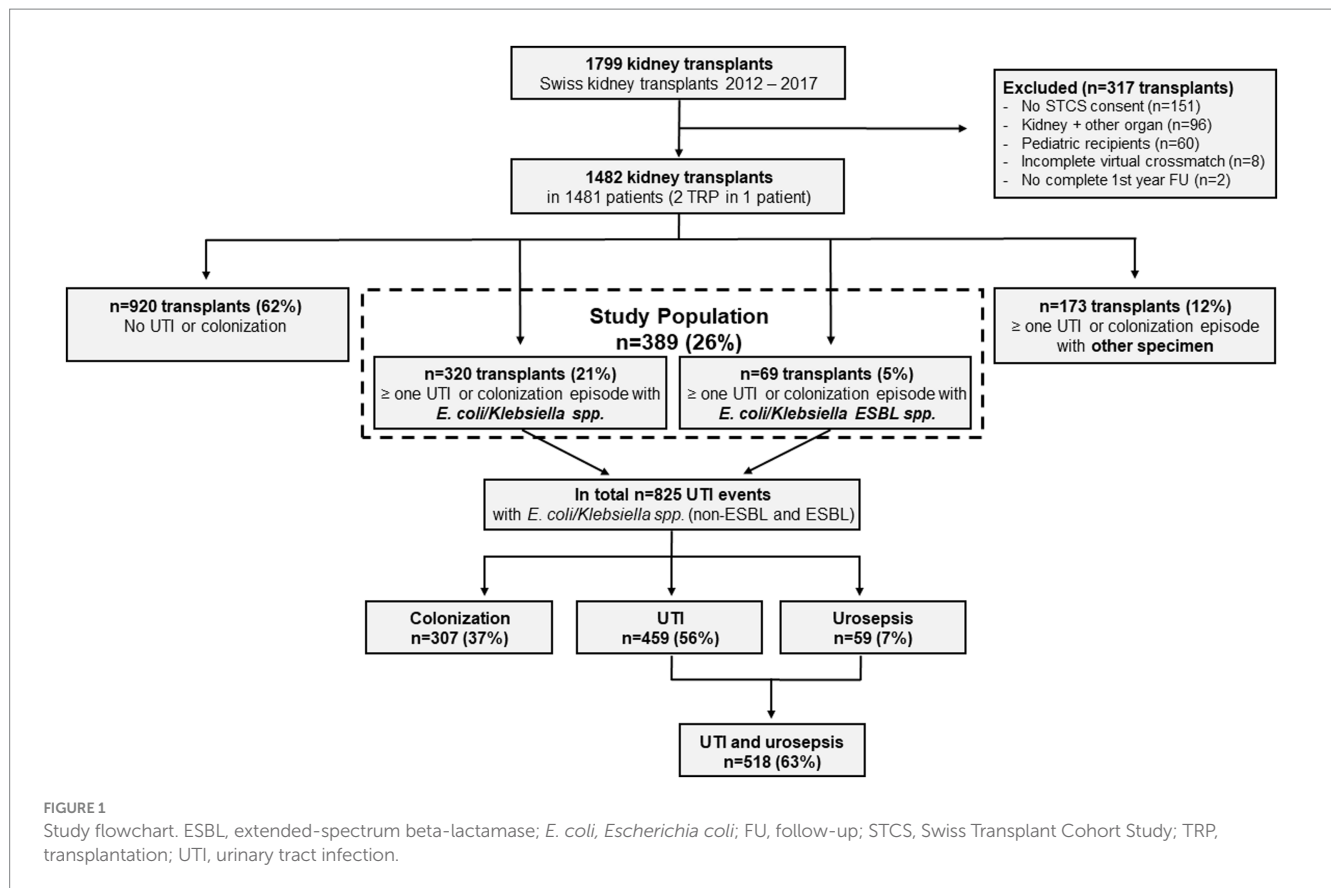 1799 kidney transplants
Swiss kidney transplants 2012 – 2017
Excluded (n=317 transplants)
- No STCS consent (n=151)
- Kidney + other organ (n=96)
- Pediatric recipients (n=60)
- Incomplete virtual crossmatch (n=8)
- No complete 1st year FU (n=2)
1482 kidney transplants
in 1481 patients (2 TRP in 1 patient)
n=920 transplants (62%)
No UTI or colonization
Study Population
n=389 (26%)
n=320 transplants (21%)
≥ one UTI or colonization episode with
E. coli/Klebsiella spp.
n=69 transplants (5%)
≥ one UTI or colonization episode with
E. coli/Klebsiella ESBL spp.
n=173 transplants (12%)
≥ one UTI or colonization episode
with other specimen
In total n=825 UTI events
with E. coli/Klebsiella spp. (non-ESBL and ESBL)
Colonization
n=307 (37%)
UTI
n=459 (56%)
Urosepsis
n=59 (7%)
UTI and urosepsis
n=518 (63%)
FIGURE 1
Study flowchart. ESBL, extended-spectrum beta-lactamase; E. coli, Escherichia coli; FU, follow-up; STCS, Swiss Transplant Cohort Study; TRP,
transplantation; UTI, urinary tract infection.